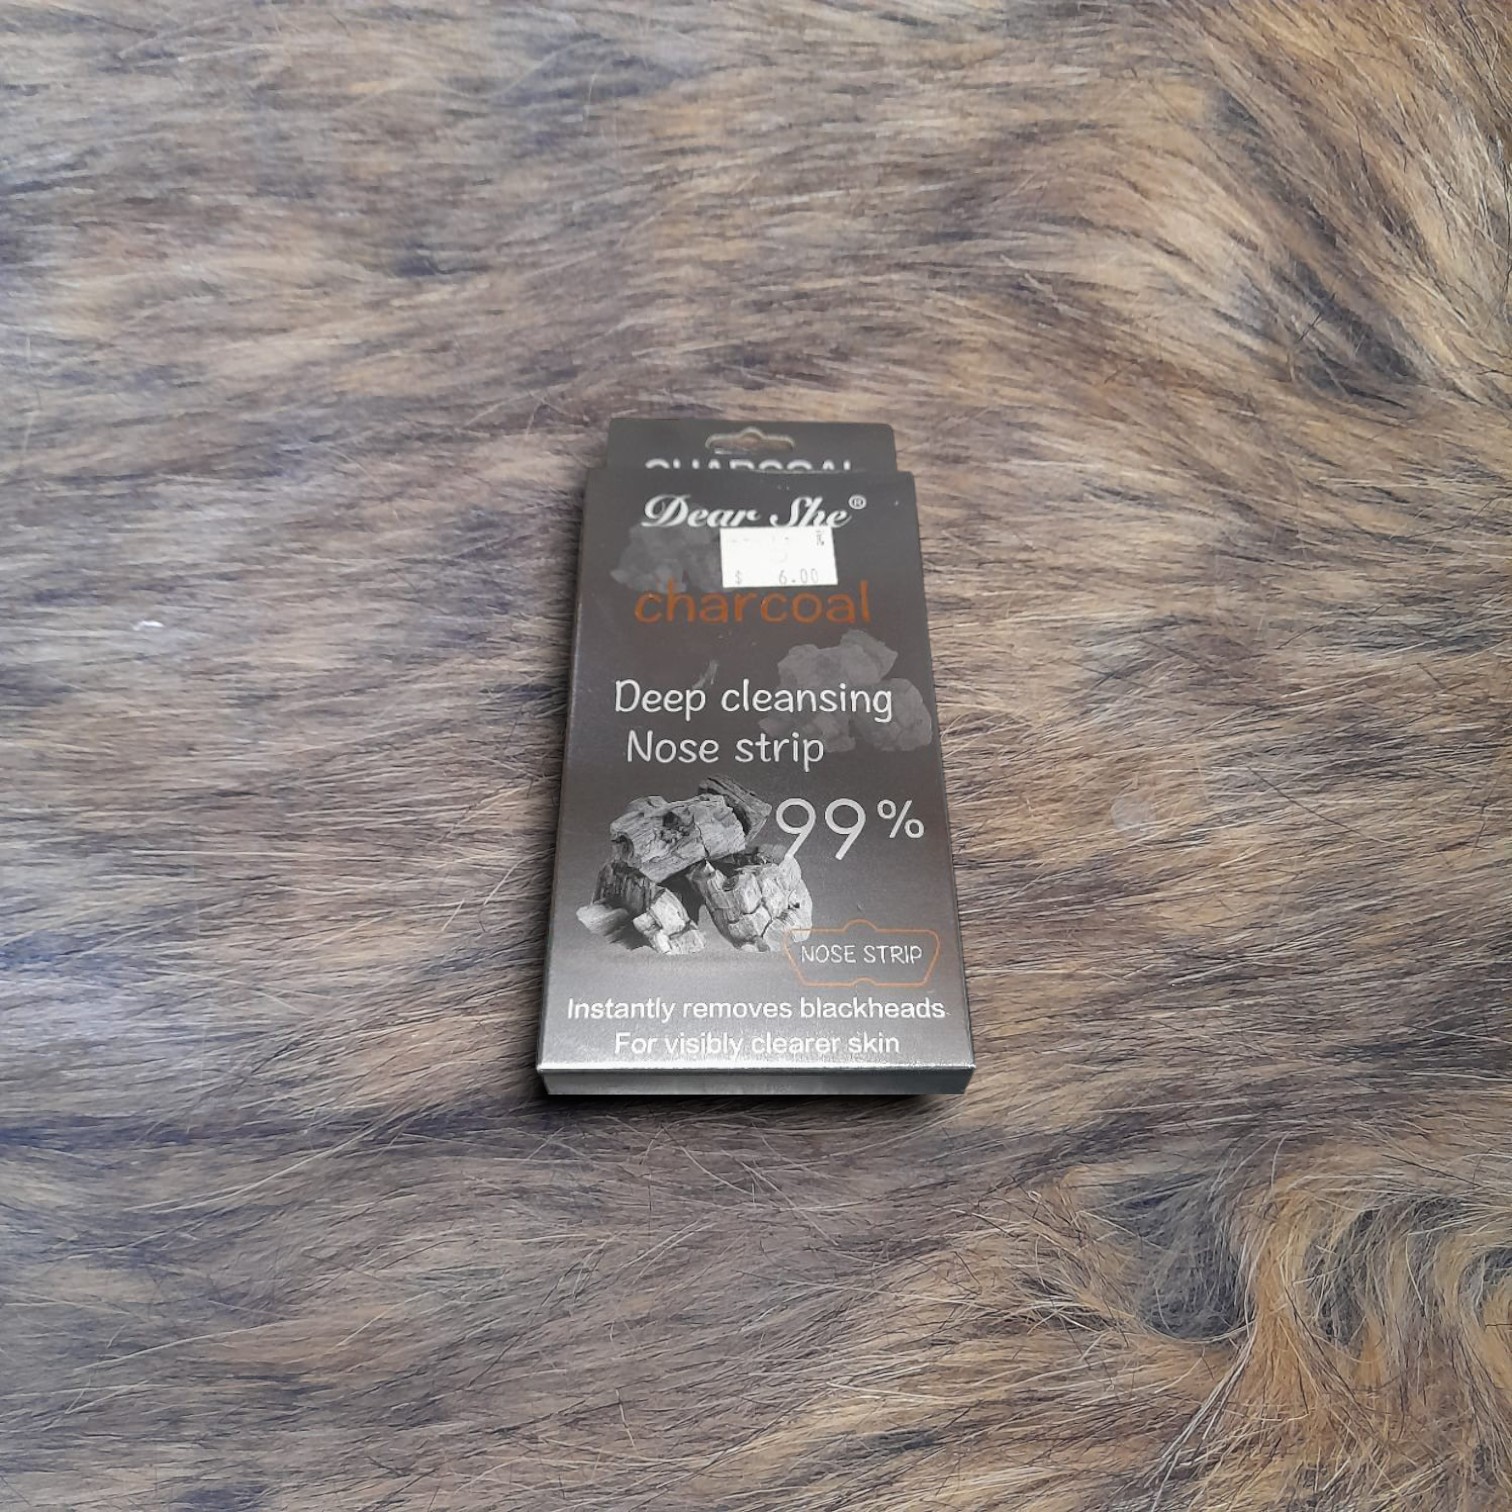 CHARCOAL
Dear She®
$ 6.00
charcoal
Deep cleansing
Nose strip
99%
NOSE STRIP
Instantly removes blackheads
For visibly clearer skin